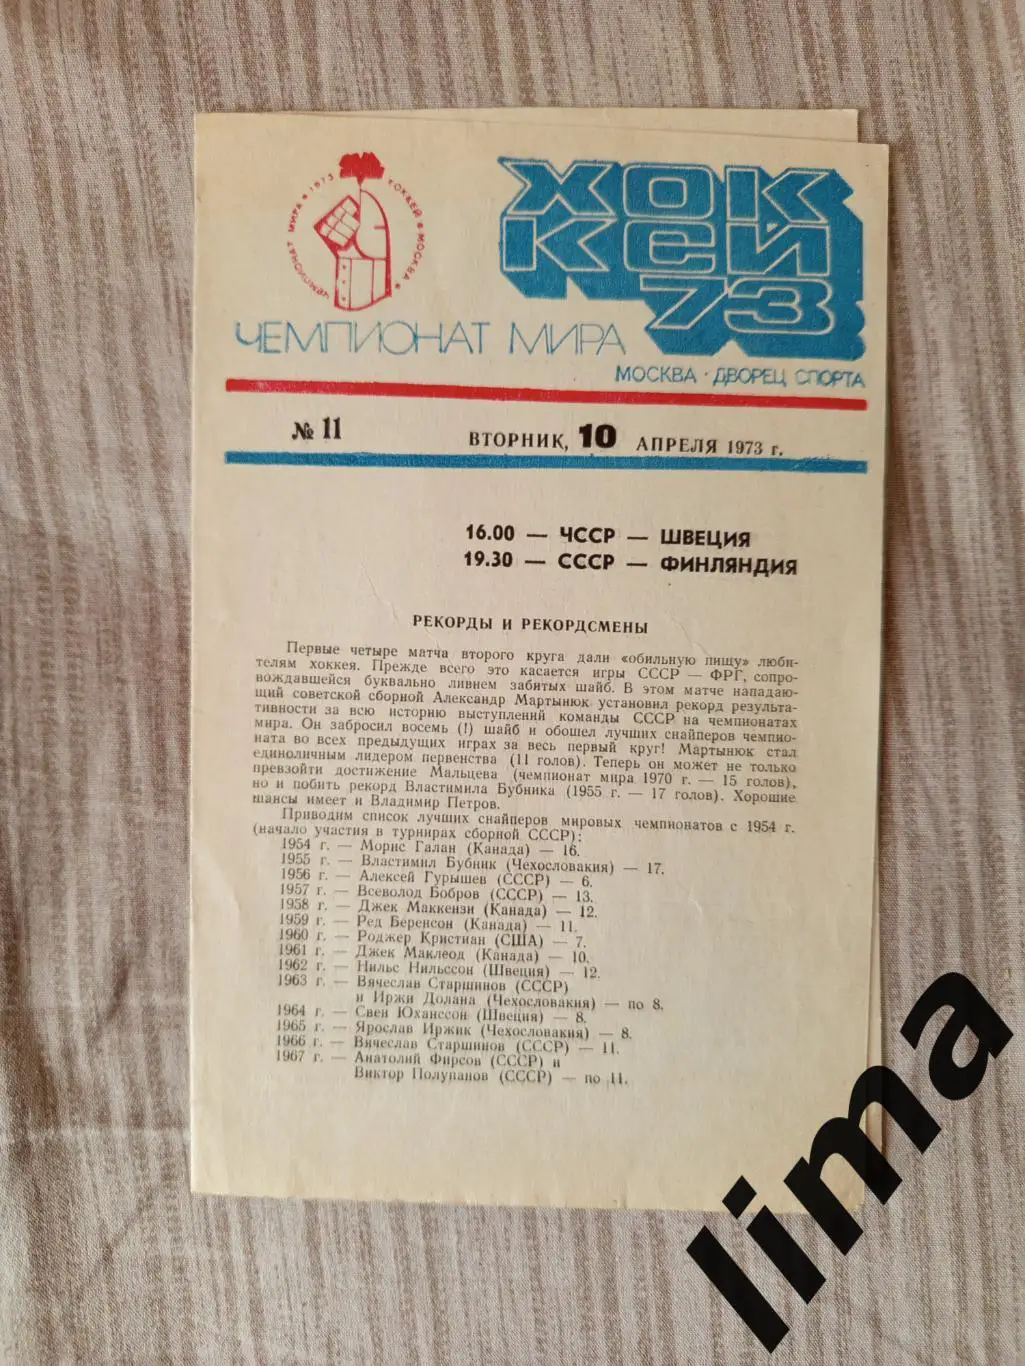 ЧЕМПИОНАТ МИРА • 1973 • ХОККЕЙ • МОСКВА •
ХОК
КЕЙ
73
ЧЕМПИОНАТ МИРА
МОСКВА · ДВОРЕЦ СПОРТА
№ 11 ВТОРНИК, 10 АПРЕЛЯ 1973 г.
16.00 — ЧССР — ШВЕЦИЯ
19.30 — СССР — ФИНЛЯНДИЯ
РЕКОРДЫ И РЕКОРДСМЕНЫ
Первые четыре матча второго круга дали «обильную пищу» люби-
телям хоккея. Прежде всего это касается игры СССР — ФРГ, сопро-
вождавшейся буквально ливнем забитых шайб. В этом матче нападаю-
щий советской сборной Александр Мартынюк установил рекорд результа-
тивности за всю историю выступлений команды СССР на чемпионатах
мира. Он забросил восемь (!) шайб и обошел лучших снайперов чемпио-
ната во всех предыдущих играх за весь первый круг! Мартынюк стал
единоличным лидером первенства (11 голов). Теперь он может не только
превзойти достижение Мальцева (чемпионат мира 1970 г. — 15 голов),
но и побить рекорд Властимила Бубника (1955 г. — 17 голов). Хорошие
шансы имеет и Владимир Петров.
Приводим список лучших снайперов мировых чемпионатов с 1954 г.
(начало участия в турнирах сборной СССР):
1954 г. — Морис Галан (Канада) — 16.
1955 г. — Властимил Бубник (Чехословакия) — 17.
1956 г. — Алексей Гурышев (СССР) — 6.
1957 г. — Всеволод Бобров (СССР) — 13.
1958 г. — Джек Маккензи (Канада) — 12.
1959 г. — Ред Беренсон (Канада) — 11.
1960 г. — Роджер Кристиан (США) — 7.
1961 г. — Джек Маклеод (Канада) — 10.
1962 г. — Нильс Нильссон (Швеция) — 12.
1963 г. — Вячеслав Старшинов (СССР)
и Иржи Долана (Чехословакия) — по 8.
1964 г. — Свен Юханссон (Швеция) — 8.
1965 г. — Ярослав Иржик (Чехословакия) — 8.
1966 г. — Вячеслав Старшинов (СССР) — 11.
1967 г. — Анатолий Фирсов (СССР) и
Виктор Полупанов (СССР) — по 11.
lima